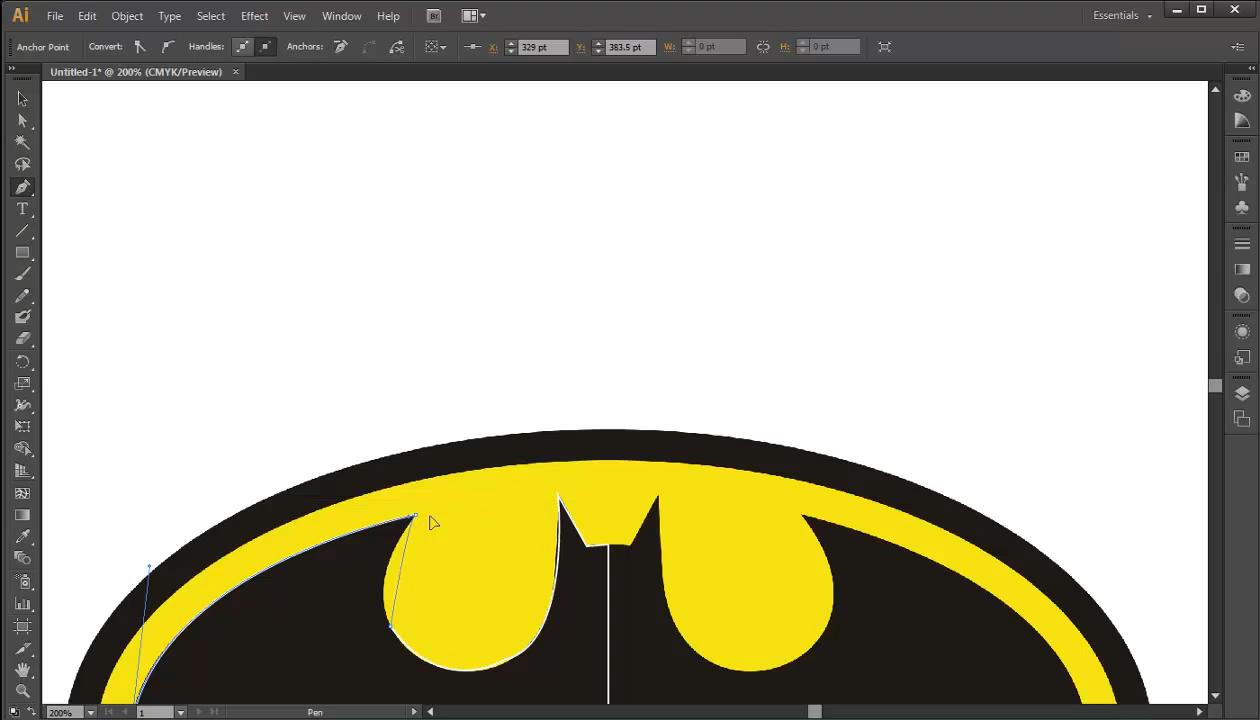 Ai File Edit Object Type Select Effect View Window Help Br Essentials
Anchor Point Convert: Handles: Anchors: X: 329 pt Y: 383.5 pt W: 0 pt H: 0 pt
Untitled-1* @ 200% (CMYK/Preview) ×
T
200% 1 Pen